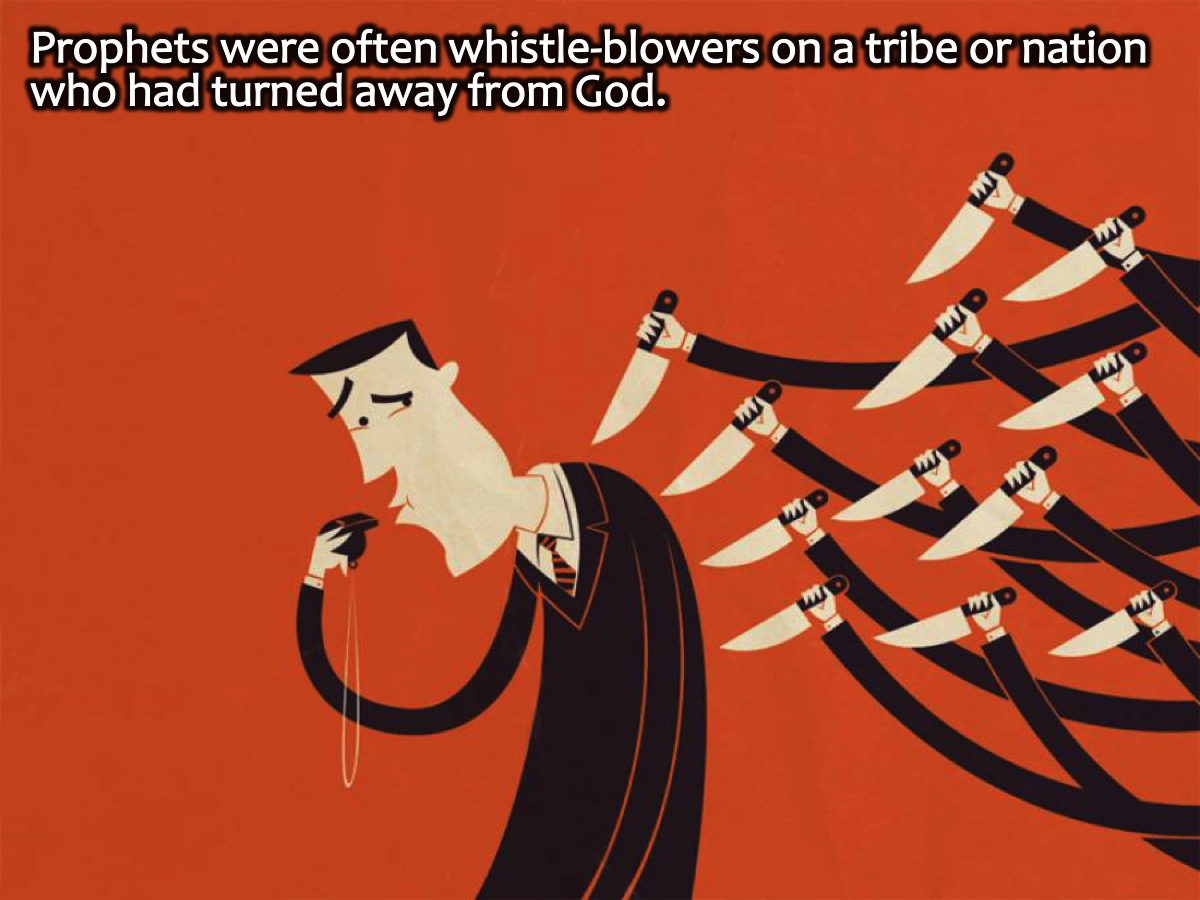 Prophets were often whistle-blowers on a tribe or nation
who had turned away from God.